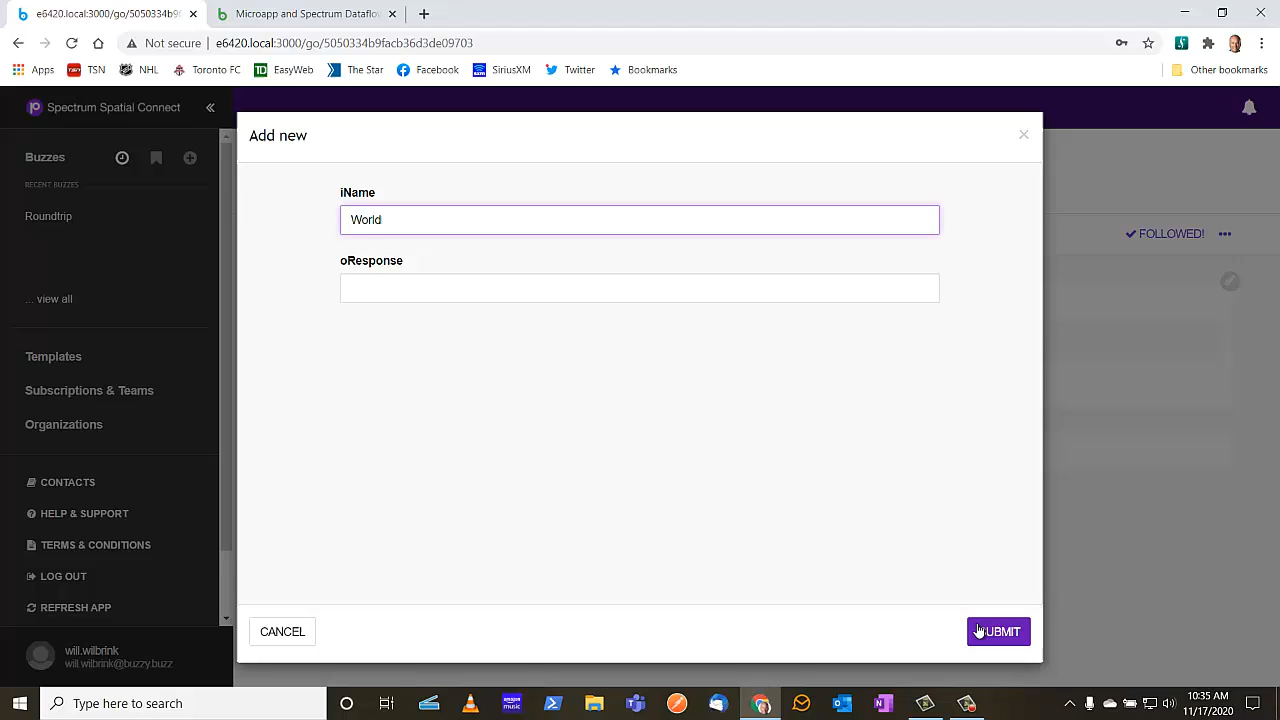 e6420.local:3000/go/5050334b9f
Microapp and Spectrum Dataflow
Not secure
e6420.local:3000/go/5050334b9facb36d3de09703
Apps
TSN
NHL
Toronto FC
EasyWeb
The Star
Facebook
SiriusXM
Twitter
Bookmarks
Other bookmarks
Spectrum Spatial Connect
Buzzes
RECENT BUZZES
Roundtrip
... view all
Templates
Subscriptions & Teams
Organizations
CONTACTS
HELP & SUPPORT
TERMS & CONDITIONS
LOG OUT
REFRESH APP
will.wilbrink
will.wilbrink@buzzy.buzz
Add new
iName
World
oResponse
CANCEL
SUBMIT
FOLLOWED!
Type here to search
10:35 AM
11/17/2020